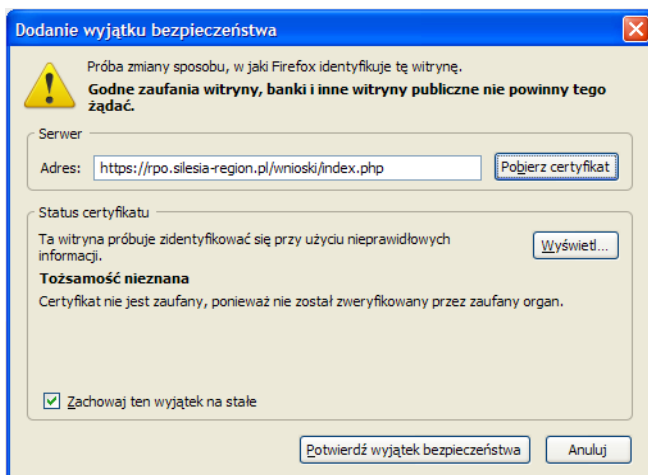 Dodanie wyjątku bezpieczeństwa
Próba zmiany sposobu, w jaki Firefox identyfikuje tę witrynę.
Godne zaufania witryny, banki i inne witryny publiczne nie powinny tego
żądać.
Serwer
Adres: https://rpo.silesia-region.pl/wnioski/index.php Pobierz certyfikat
Status certyfikatu
Ta witryna próbuje zidentyfikować się przy użyciu nieprawidłowych
informacji.
Wyświetl...
Tożsamość nieznana
Certyfikat nie jest zaufany, ponieważ nie został zweryfikowany przez zaufany organ.
Zachowaj ten wyjątek na stałe
Potwierdź wyjątek bezpieczeństwa Anuluj